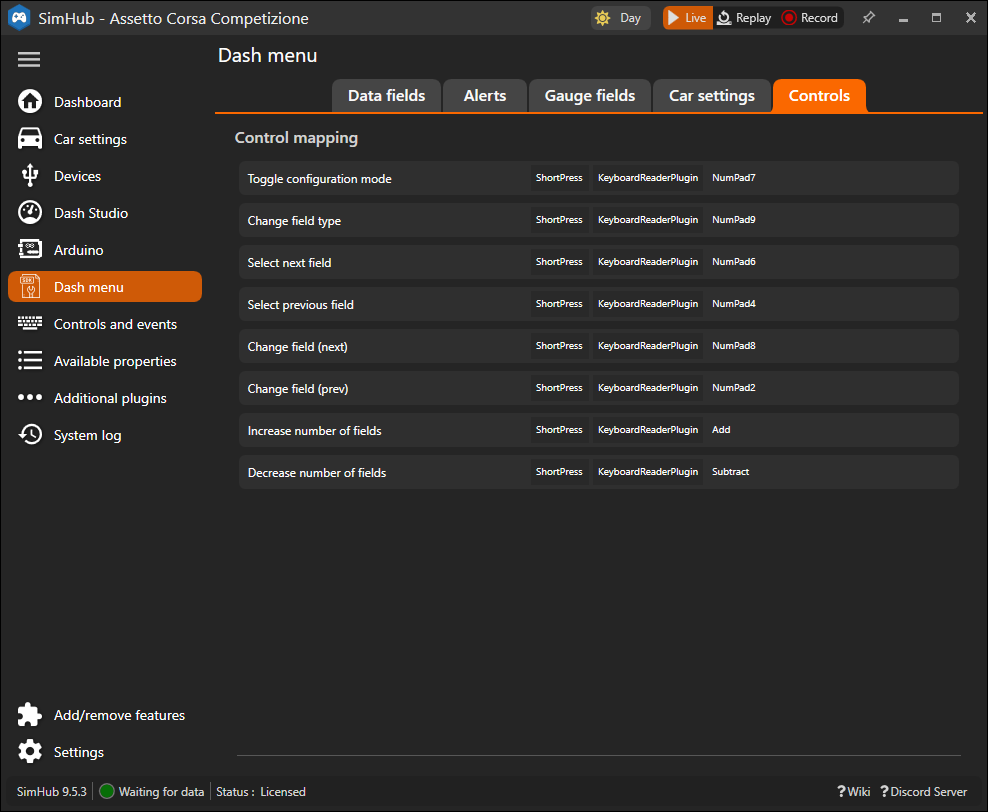 SimHub - Assetto Corsa Competizione
Day
Live
Replay
Record
Dash menu
Dashboard
Car settings
Devices
Dash Studio
Arduino
Dash menu
Controls and events
Available properties
Additional plugins
System log
Data fields
Alerts
Gauge fields
Car settings
Controls
Control mapping
Toggle configuration mode ShortPress KeyboardReaderPlugin NumPad7
Change field type ShortPress KeyboardReaderPlugin NumPad9
Select next field ShortPress KeyboardReaderPlugin NumPad6
Select previous field ShortPress KeyboardReaderPlugin NumPad4
Change field (next) ShortPress KeyboardReaderPlugin NumPad8
Change field (prev) ShortPress KeyboardReaderPlugin NumPad2
Increase number of fields ShortPress KeyboardReaderPlugin Add
Decrease number of fields ShortPress KeyboardReaderPlugin Subtract
Add/remove features
Settings
SimHub 9.5.3
Waiting for data
Status : Licensed
?Wiki
?Discord Server